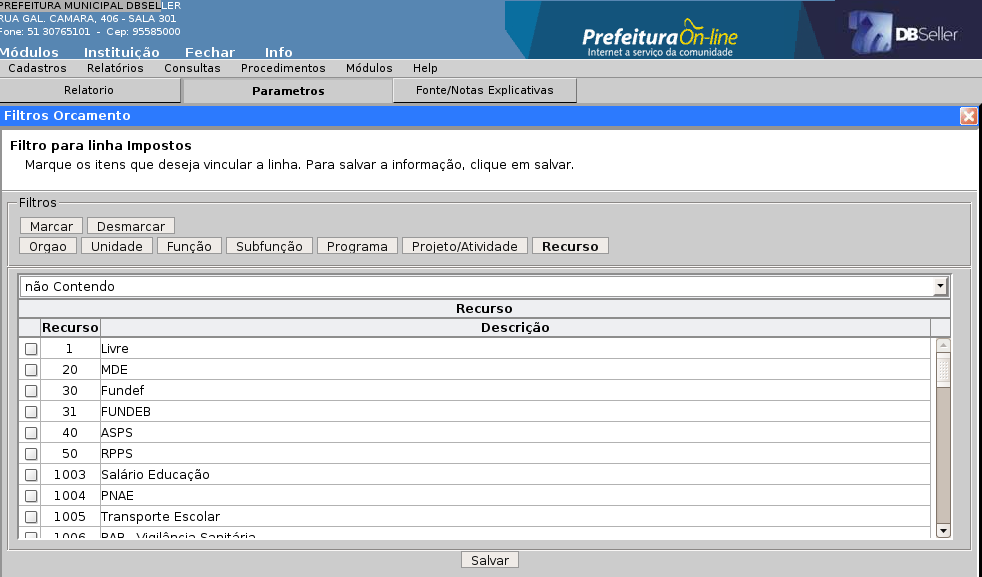 PREFEITURA MUNICIPAL DBSELLER
RUA GAL. CAMARA, 406 - SALA 301
Fone: 51 30765101 - Cep: 95585000
Prefeitura On-line
Internet a serviço da comunidade
DBSeller
Módulos Instituição Fechar Info
Cadastros Relatórios Consultas Procedimentos Módulos Help
Relatorio Parametros Fonte/Notas Explicativas
Filtros Orcamento
Filtro para linha Impostos
Marque os itens que deseja vincular a linha. Para salvar a informação, clique em salvar.
Filtros
Marcar Desmarcar
Orgao Unidade Função Subfunção Programa Projeto/Atividade Recurso
não Contendo
Recurso
Recurso Descrição
1 Livre
20 MDE
30 Fundef
31 FUNDEB
40 ASPS
50 RPPS
1003 Salário Educação
1004 PNAE
1005 Transporte Escolar
1006 PAB - Vigilância Sanitária
Salvar